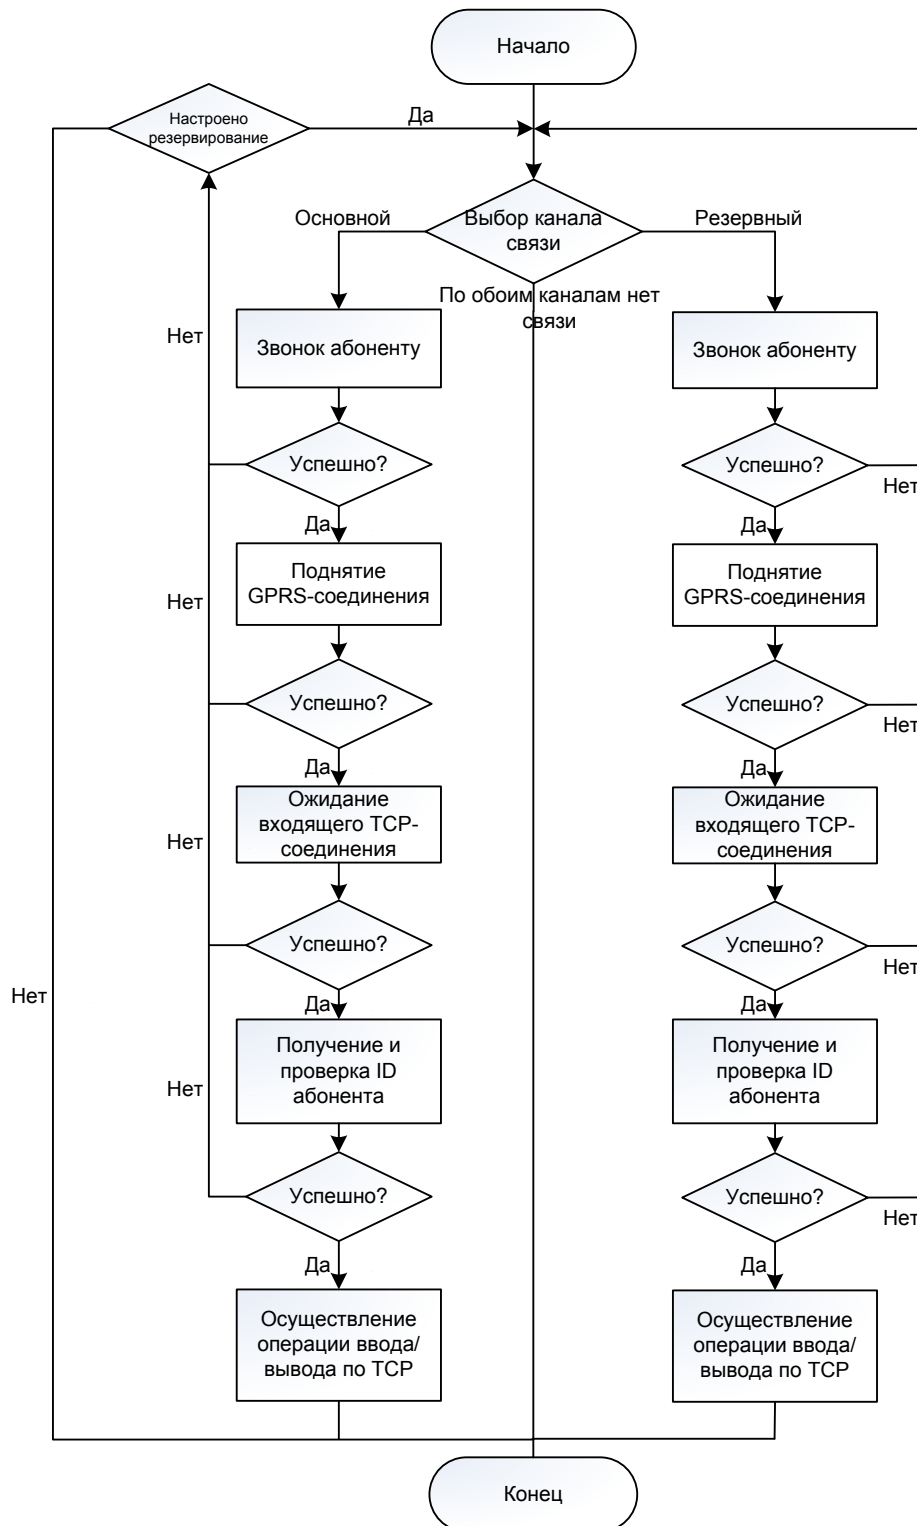 Начало
Настроено
резервирование
Да
Основной
Выбор канала
связи
Резервный
По обоим каналам нет
связи
Нет
Звонок абоненту
Звонок абоненту
Успешно?
Успешно?
Нет
Да
Да
Нет
Поднятие
GPRS-соединения
Поднятие
GPRS-соединения
Успешно?
Успешно?
Нет
Да
Да
Нет
Ожидание
входящего TCP-
соединения
Ожидание
входящего TCP-
соединения
Успешно?
Успешно?
Нет
Нет
Да
Да
Нет
Получение и
проверка ID
абонента
Получение и
проверка ID
абонента
Успешно?
Успешно?
Нет
Да
Да
Осуществление
операции ввода/
вывода по TCP
Осуществление
операции ввода/
вывода по TCP
Конец